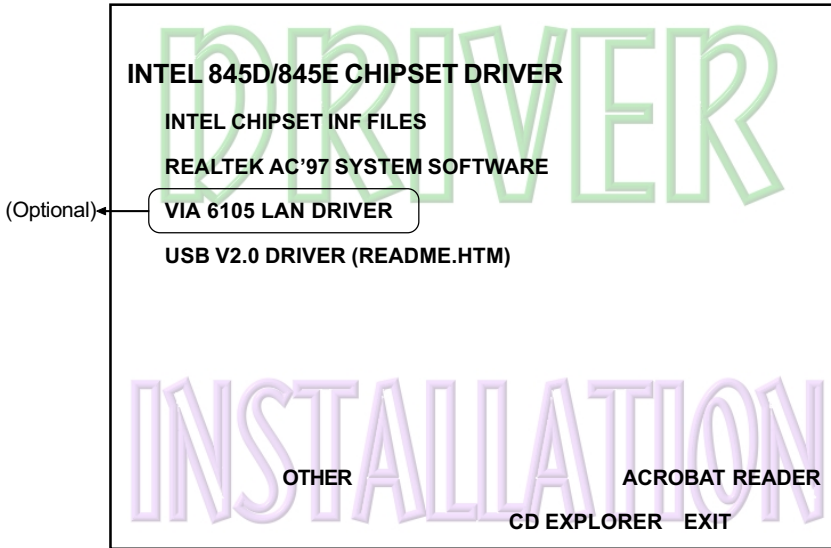 DRIVER
INTEL 845D/845E CHIPSET DRIVER
INTEL CHIPSET INF FILES
REALTEK AC’97 SYSTEM SOFTWARE
(Optional)
VIA 6105 LAN DRIVER
USB V2.0 DRIVER (README.HTM)
INSTALLATION
OTHER
ACROBAT READER
CD EXPLORER EXIT